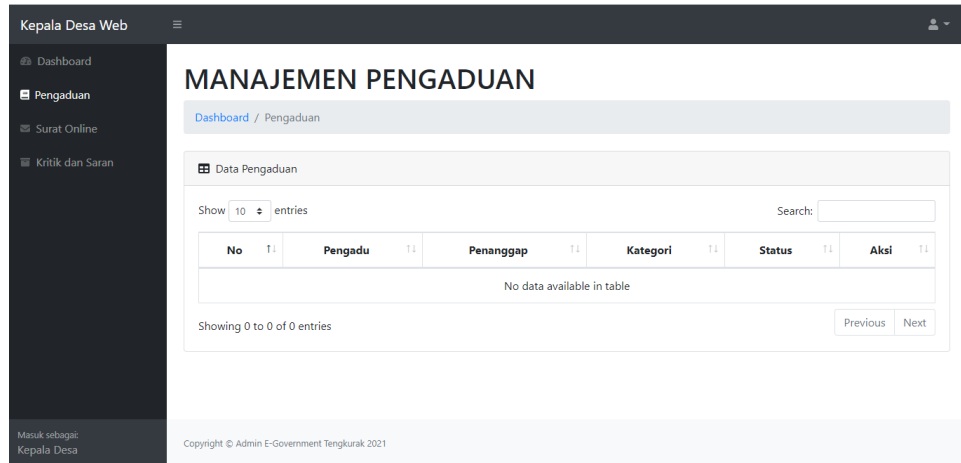 Kepala Desa Web
Dashboard
Pengaduan
Surat Online
Kritik dan Saran
Masuk sebagai:
Kepala Desa
MANAJEMEN PENGADUAN
Dashboard / Pengaduan
Data Pengaduan
Show 10 entries Search:
No Pengadu Penanggap Kategori Status Aksi
No data available in table
Showing 0 to 0 of 0 entries Previous Next
Copyright © Admin E-Government Tengkurak 2021